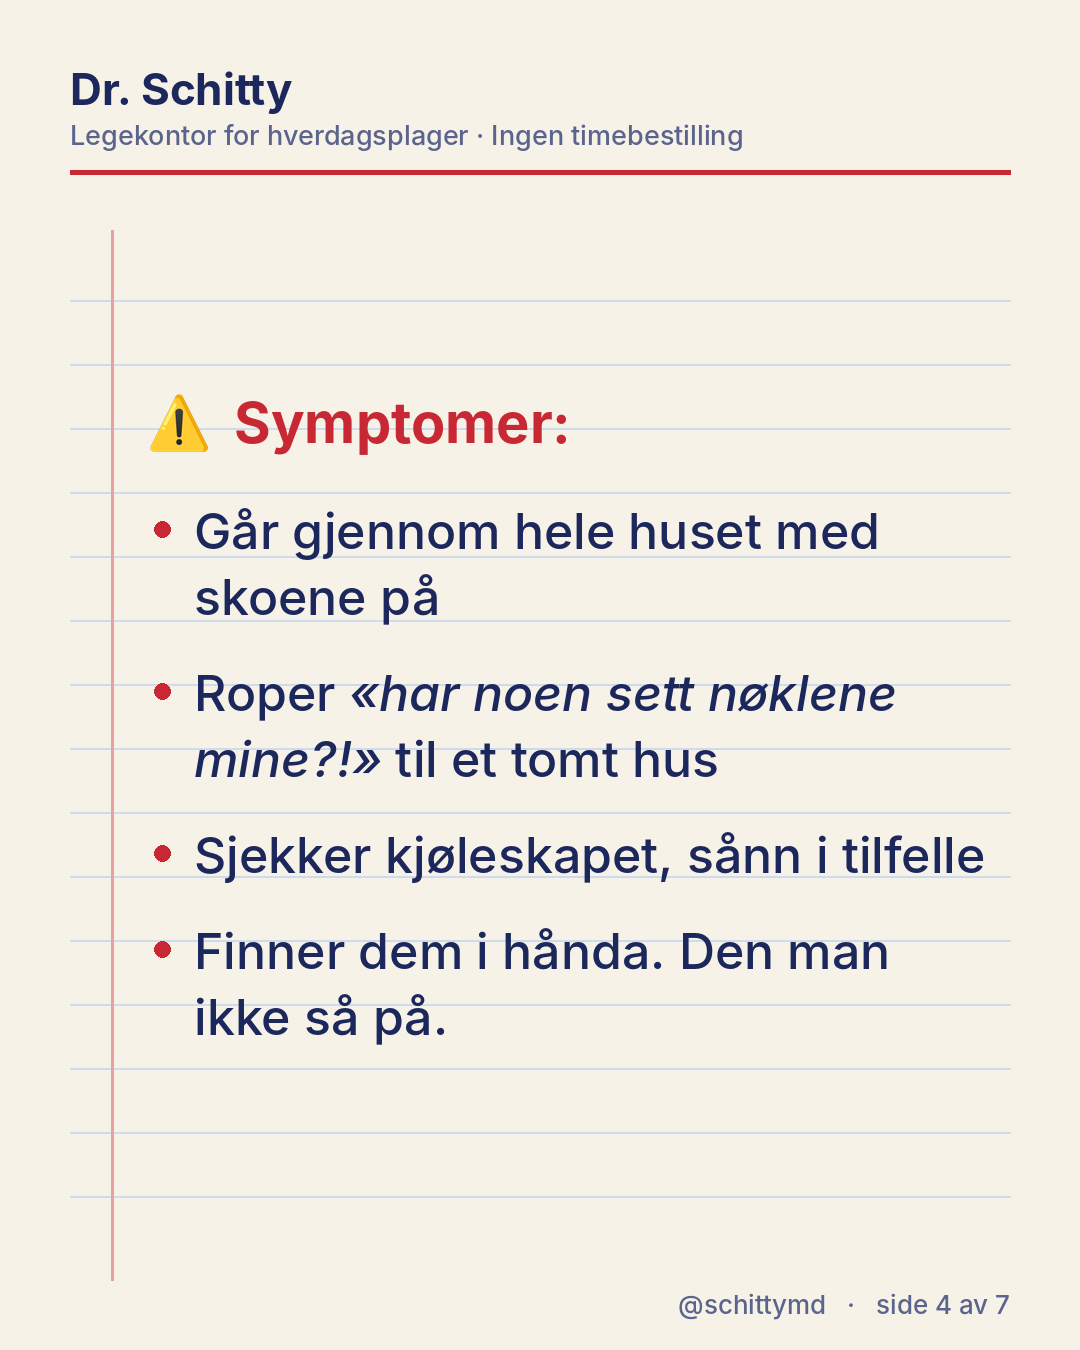 Dr. Schitty
Legekontor for hverdagsplager · Ingen timebestilling
⚠️ Symptomer:
• Går gjennom hele huset med
skoene på
• Roper «har noen sett nøklene
mine?!» til et tomt hus
• Sjekker kjøleskapet, sånn i tilfelle
• Finner dem i hånda. Den man
ikke så på.
@schittymd · side 4 av 7